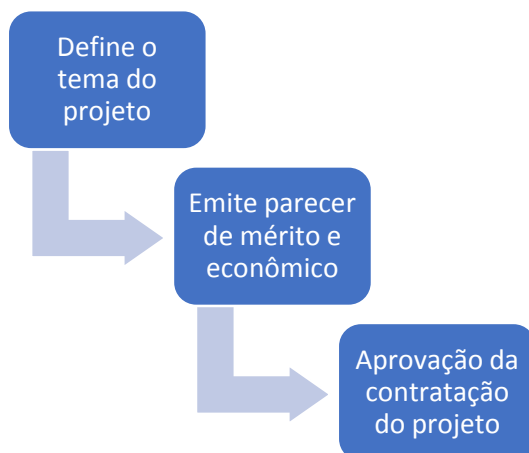 Define o
tema do
projeto
Emite parecer
de mérito e
econômico
Aprovação da
contratação
do projeto